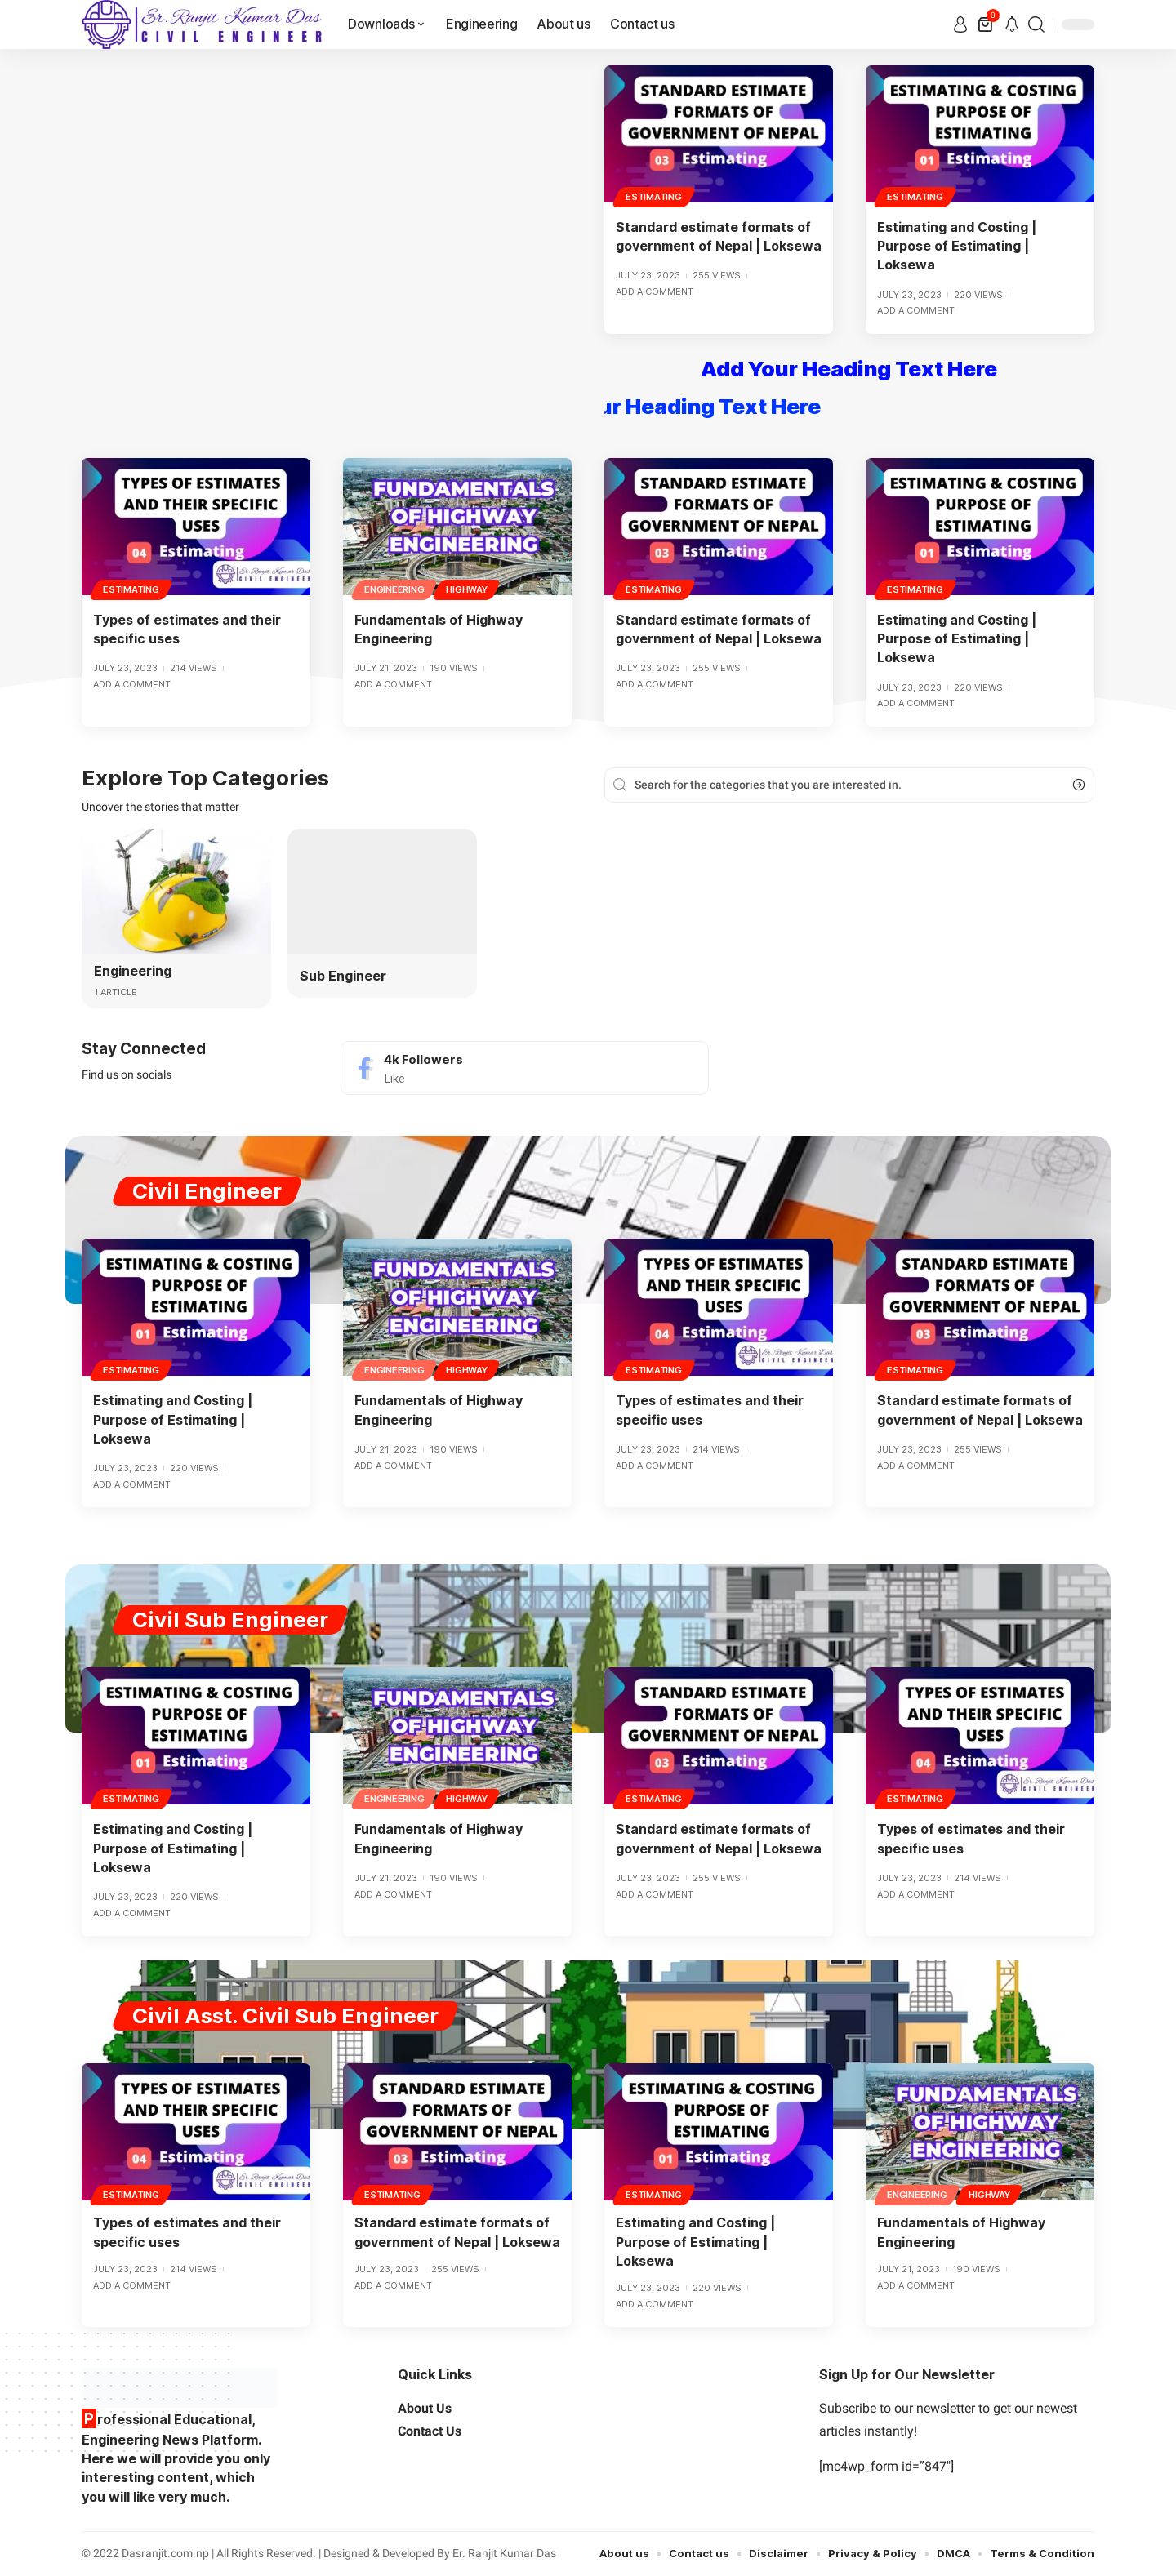 Er. Ranjit Kumar Das
CIVIL ENGINEER
Downloads
Engineering
About us
Contact us
0
STANDARD ESTIMATE
FORMATS OF
GOVERNMENT OF NEPAL
03 Estimating
ESTIMATING
Standard estimate formats of
government of Nepal | Loksewa
JULY 23, 2023 255 VIEWS
ADD A COMMENT
ESTIMATING & COSTING
PURPOSE OF
ESTIMATING
01 Estimating
ESTIMATING
Estimating and Costing |
Purpose of Estimating |
Loksewa
JULY 23, 2023 220 VIEWS
ADD A COMMENT
Add Your Heading Text Here
ur Heading Text Here
TYPES OF ESTIMATES
AND THEIR SPECIFIC
USES
04 Estimating
Er. Ranjit Kumar Das
CIVIL ENGINEER
ESTIMATING
Types of estimates and their
specific uses
JULY 23, 2023 214 VIEWS
ADD A COMMENT
FUNDAMENTALS
OF HIGHWAY
ENGINEERING
ENGINEERING HIGHWAY
Fundamentals of Highway
Engineering
JULY 21, 2023 190 VIEWS
ADD A COMMENT
STANDARD ESTIMATE
FORMATS OF
GOVERNMENT OF NEPAL
03 Estimating
ESTIMATING
Standard estimate formats of
government of Nepal | Loksewa
JULY 23, 2023 255 VIEWS
ADD A COMMENT
ESTIMATING & COSTING
PURPOSE OF
ESTIMATING
01 Estimating
ESTIMATING
Estimating and Costing |
Purpose of Estimating |
Loksewa
JULY 23, 2023 220 VIEWS
ADD A COMMENT
Explore Top Categories
Uncover the stories that matter
Search for the categories that you are interested in.
Engineering
1 ARTICLE
Sub Engineer
Stay Connected
Find us on socials
4k Followers
Like
Civil Engineer
ESTIMATING & COSTING
PURPOSE OF
ESTIMATING
01 Estimating
ESTIMATING
Estimating and Costing |
Purpose of Estimating |
Loksewa
JULY 23, 2023 220 VIEWS
ADD A COMMENT
FUNDAMENTALS
OF HIGHWAY
ENGINEERING
ENGINEERING HIGHWAY
Fundamentals of Highway
Engineering
JULY 21, 2023 190 VIEWS
ADD A COMMENT
TYPES OF ESTIMATES
AND THEIR SPECIFIC
USES
04 Estimating
Er. Ranjit Kumar Das
CIVIL ENGINEER
ESTIMATING
Types of estimates and their
specific uses
JULY 23, 2023 214 VIEWS
ADD A COMMENT
STANDARD ESTIMATE
FORMATS OF
GOVERNMENT OF NEPAL
03 Estimating
ESTIMATING
Standard estimate formats of
government of Nepal | Loksewa
JULY 23, 2023 255 VIEWS
ADD A COMMENT
Civil Sub Engineer
ESTIMATING & COSTING
PURPOSE OF
ESTIMATING
01 Estimating
ESTIMATING
Estimating and Costing |
Purpose of Estimating |
Loksewa
JULY 23, 2023 220 VIEWS
ADD A COMMENT
FUNDAMENTALS
OF HIGHWAY
ENGINEERING
ENGINEERING HIGHWAY
Fundamentals of Highway
Engineering
JULY 21, 2023 190 VIEWS
ADD A COMMENT
STANDARD ESTIMATE
FORMATS OF
GOVERNMENT OF NEPAL
03 Estimating
ESTIMATING
Standard estimate formats of
government of Nepal | Loksewa
JULY 23, 2023 255 VIEWS
ADD A COMMENT
TYPES OF ESTIMATES
AND THEIR SPECIFIC
USES
04 Estimating
Er. Ranjit Kumar Das
CIVIL ENGINEER
ESTIMATING
Types of estimates and their
specific uses
JULY 23, 2023 214 VIEWS
ADD A COMMENT
Civil Asst. Civil Sub Engineer
TYPES OF ESTIMATES
AND THEIR SPECIFIC
USES
04 Estimating
Er. Ranjit Kumar Das
CIVIL ENGINEER
ESTIMATING
Types of estimates and their
specific uses
JULY 23, 2023 214 VIEWS
ADD A COMMENT
STANDARD ESTIMATE
FORMATS OF
GOVERNMENT OF NEPAL
03 Estimating
ESTIMATING
Standard estimate formats of
government of Nepal | Loksewa
JULY 23, 2023 255 VIEWS
ADD A COMMENT
ESTIMATING & COSTING
PURPOSE OF
ESTIMATING
01 Estimating
ESTIMATING
Estimating and Costing |
Purpose of Estimating |
Loksewa
JULY 23, 2023 220 VIEWS
ADD A COMMENT
FUNDAMENTALS
OF HIGHWAY
ENGINEERING
ENGINEERING HIGHWAY
Fundamentals of Highway
Engineering
JULY 21, 2023 190 VIEWS
ADD A COMMENT
Professional Educational,
Engineering News Platform.
Here we will provide you only
interesting content, which
you will like very much.
Quick Links
About Us
Contact Us
Sign Up for Our Newsletter
Subscribe to our newsletter to get our newest
articles instantly!
[mc4wp_form id=”847″]
© 2022 Dasranjit.com.np | All Rights Reserved. | Designed & Developed By Er. Ranjit Kumar Das
About us
Contact us
Disclaimer
Privacy & Policy
DMCA
Terms & Condition